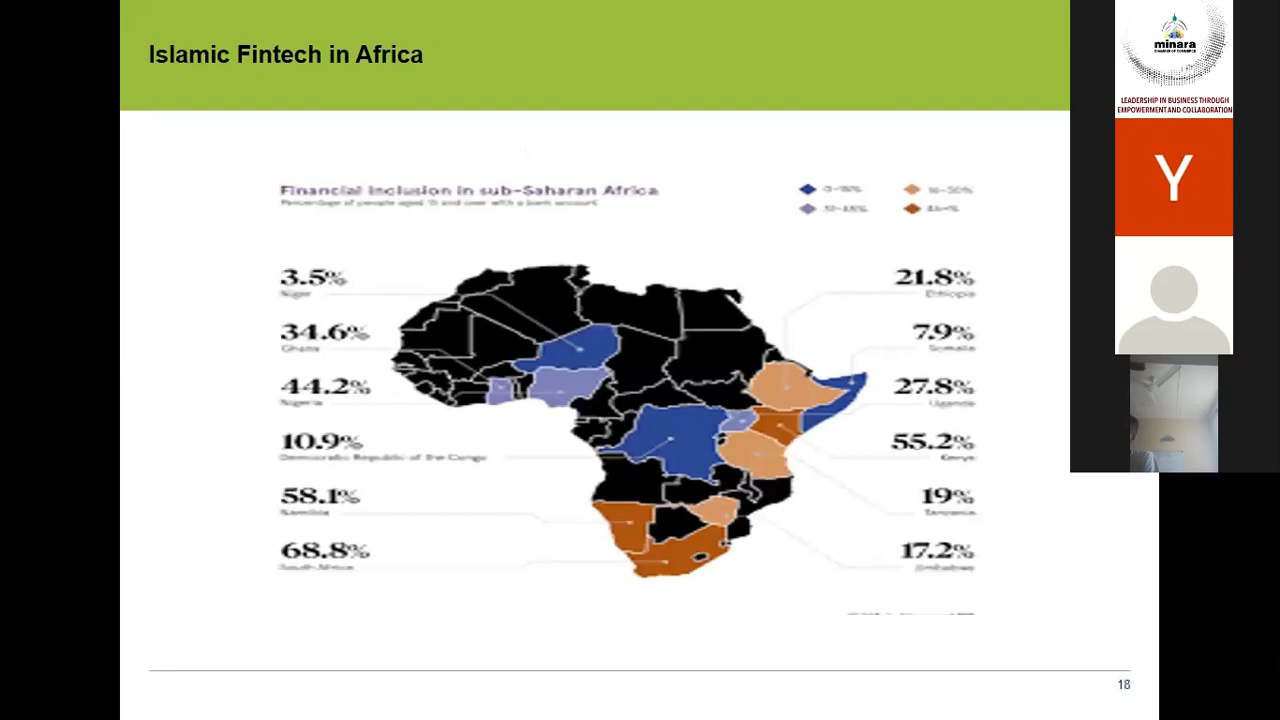 Islamic Fintech in Africa
Financial inclusion in sub-Saharan Africa
Percentage of people aged 15 and over with a bank account
3.5%
Niger
34.6%
Ghana
44.2%
Nigeria
10.9%
Democratic Republic of the Congo
58.1%
Namibia
68.8%
South Africa
21.8%
Ethiopia
7.9%
Somalia
27.8%
Uganda
55.2%
Kenya
19%
Tanzania
17.2%
Zimbabwe
18
minara
CHAMBER OF COMMERCE
LEADERSHIP IN BUSINESS THROUGH
EMPOWERMENT AND COLLABORATION
Y